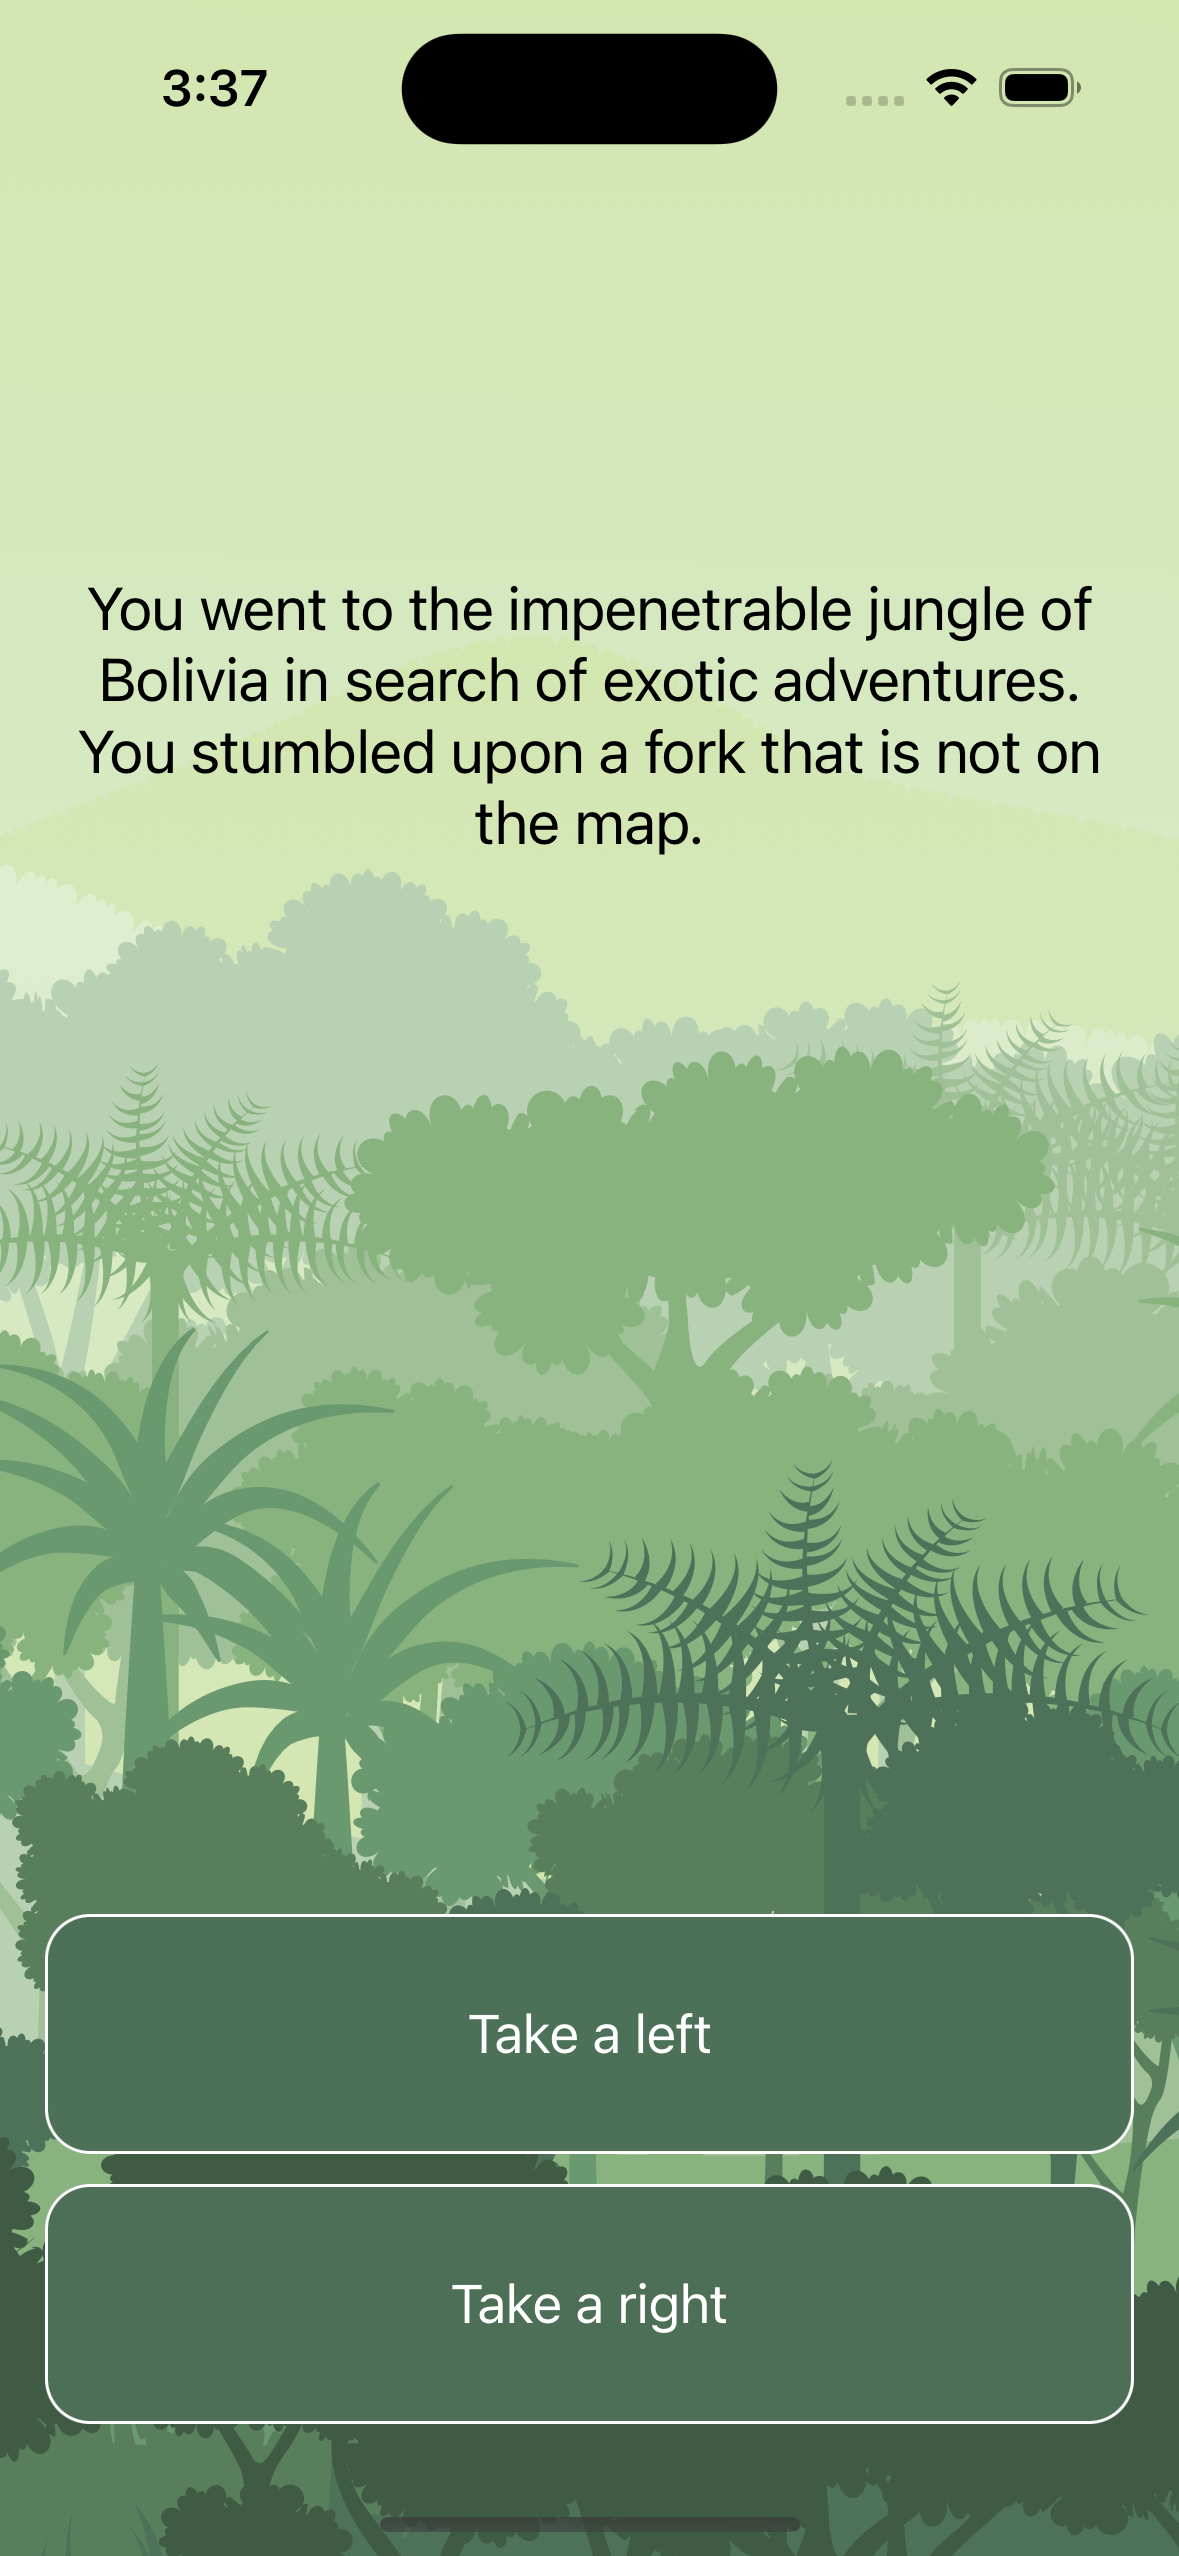 3:37
You went to the impenetrable jungle of
Bolivia in search of exotic adventures.
You stumbled upon a fork that is not on
the map.
Take a left
Take a right